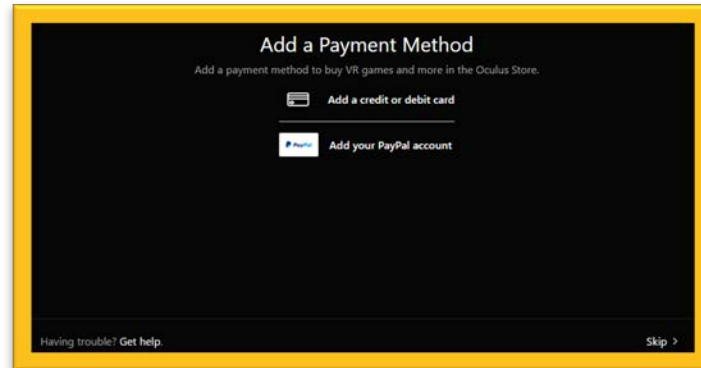 Add a Payment Method
Add a payment method to buy VR games and more in the Oculus Store.
Add a credit or debit card
PayPal Add your PayPal account
Having trouble? Get help.
Skip >